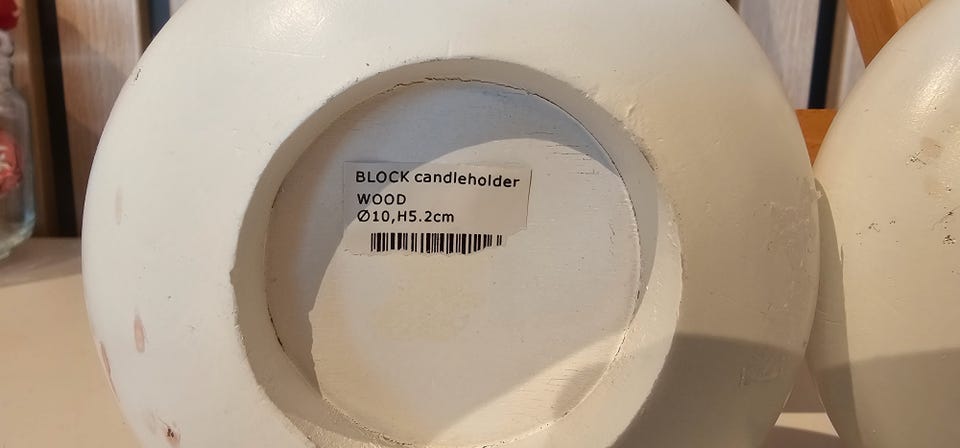 BLOCK candleholder
WOOD
Ø10,H5.2cm